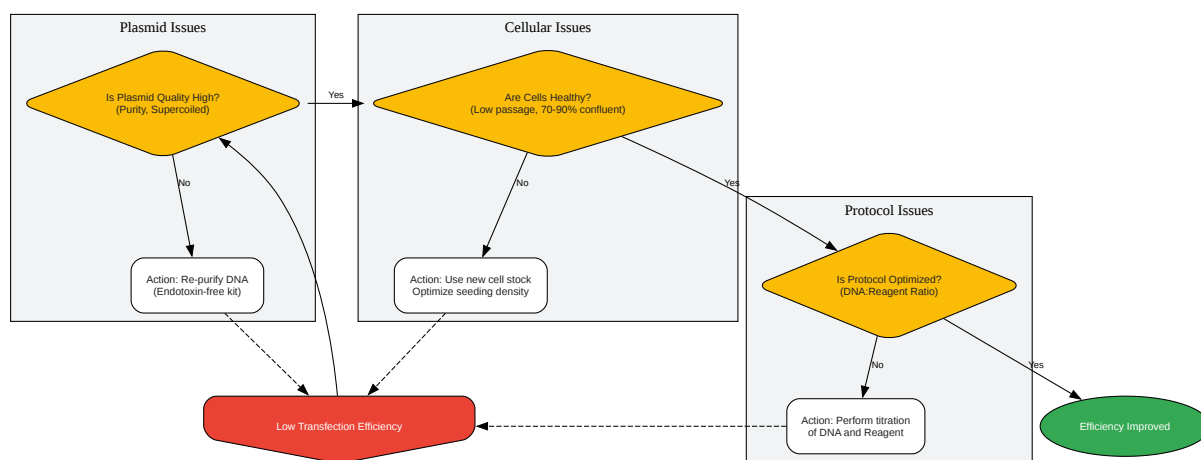 Plasmid Issues
Is Plasmid Quality High?
(Purity, Supercoiled)
Yes
No
Action: Re-purify DNA
(Endotoxin-free kit)
Cellular Issues
Are Cells Healthy?
(Low passage, 70-90% confluent)
No
Yes
Action: Use new cell stock
Optimize seeding density
Protocol Issues
Is Protocol Optimized?
(DNA:Reagent Ratio)
No
Yes
Action: Perform titration
of DNA and Reagent
Low Transfection Efficiency
Efficiency Improved